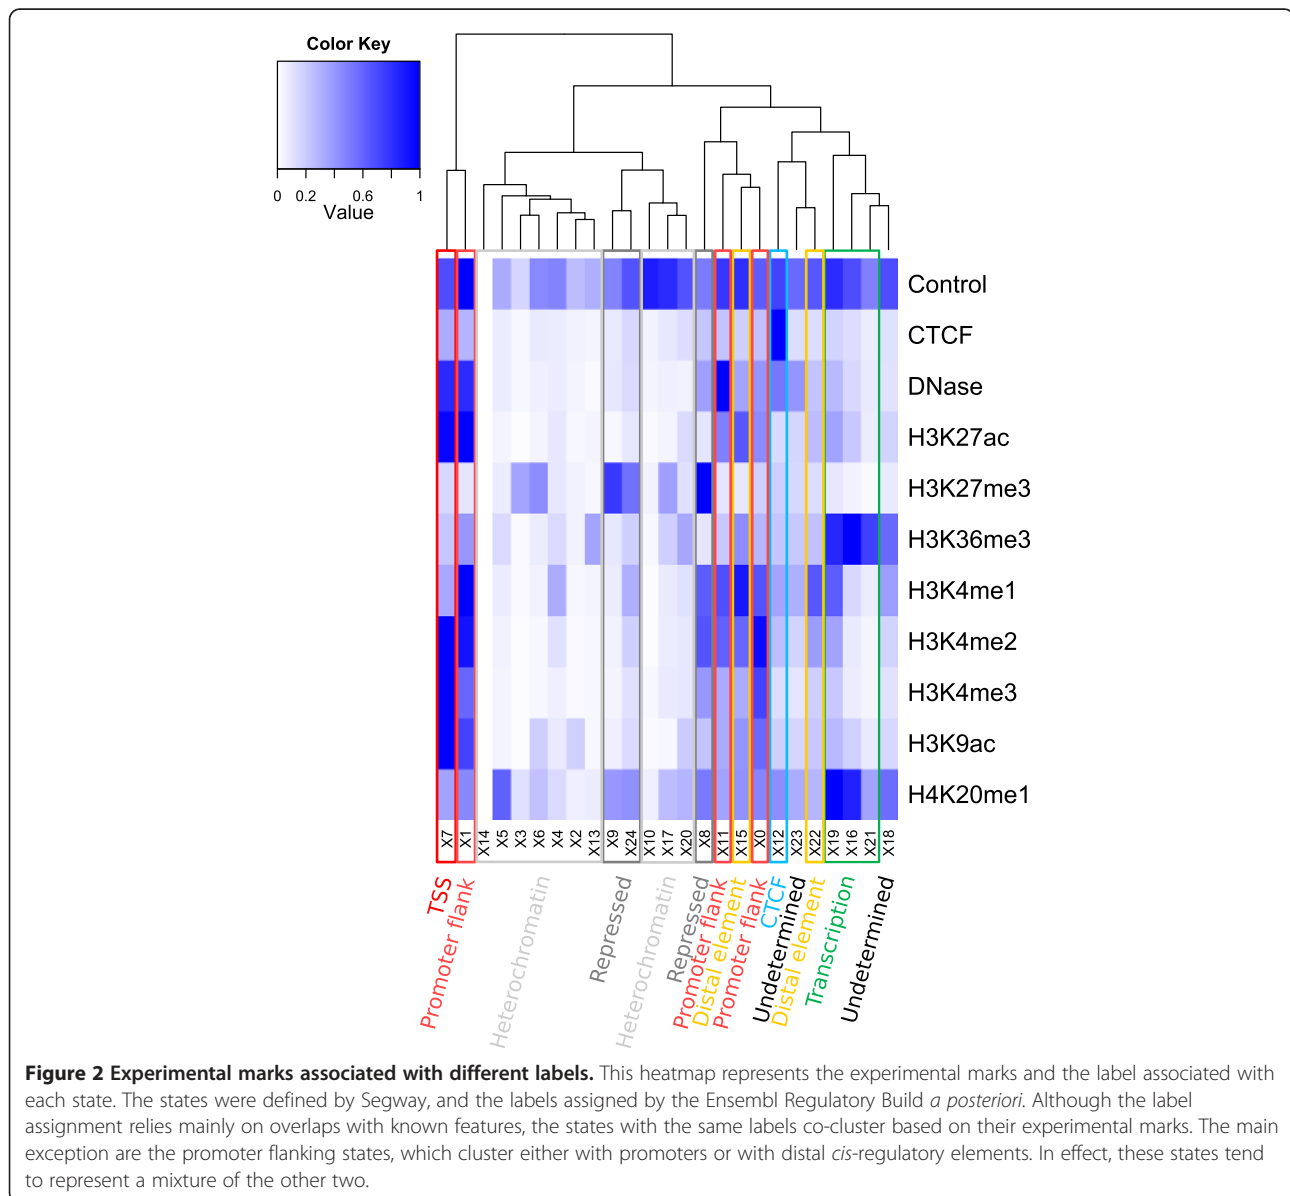 Color Key
0 0.2 0.6 1
Value
Control
CTCF
DNase
H3K27ac
H3K27me3
H3K36me3
H3K4me1
H3K4me2
H3K4me3
H3K9ac
H4K20me1
X7 X1 X14 X5 X3 X6 X4 X2 X13 X9 X24 X10 X17 X20 X8 X11 X15 X0 X12 X23 X22 X19 X16 X21 X18
TSS
Promoter flank
Heterochromatin
Repressed
Heterochromatin
Repressed
Promoter flank
Distal element
Promoter flank
CTCF
Undetermined
Distal element
Transcription
Undetermined
Figure 2 Experimental marks associated with different labels. This heatmap represents the experimental marks and the label associated with
each state. The states were defined by Segway, and the labels assigned by the Ensembl Regulatory Build a posteriori. Although the label
assignment relies mainly on overlaps with known features, the states with the same labels co-cluster based on their experimental marks. The main
exception are the promoter flanking states, which cluster either with promoters or with distal cis-regulatory elements. In effect, these states tend
to represent a mixture of the other two.